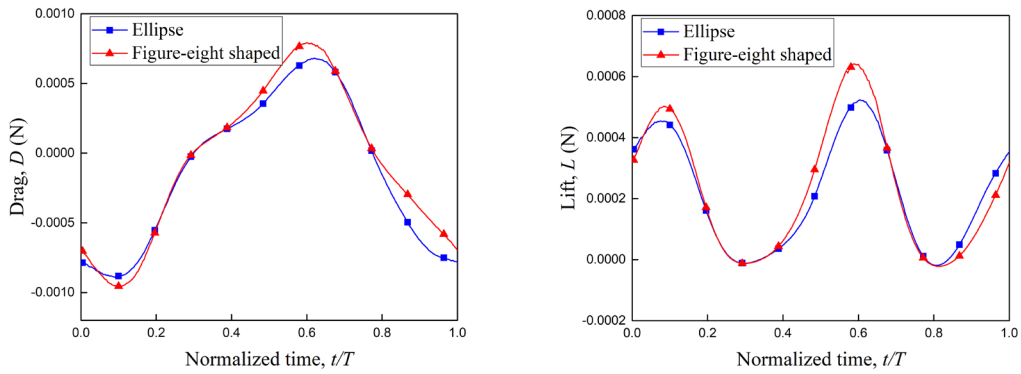 0.0010
0.0005
0.0000
-0.0005
-0.0010
Drag, D (N)
Ellipse
Figure-eight shaped
0.0 0.2 0.4 0.6 0.8 1.0
Normalized time, t/T
0.0008
0.0006
0.0004
0.0002
0.0000
-0.0002
Lift, L (N)
Ellipse
Figure-eight shaped
0.0 0.2 0.4 0.6 0.8 1.0
Normalized time, t/T